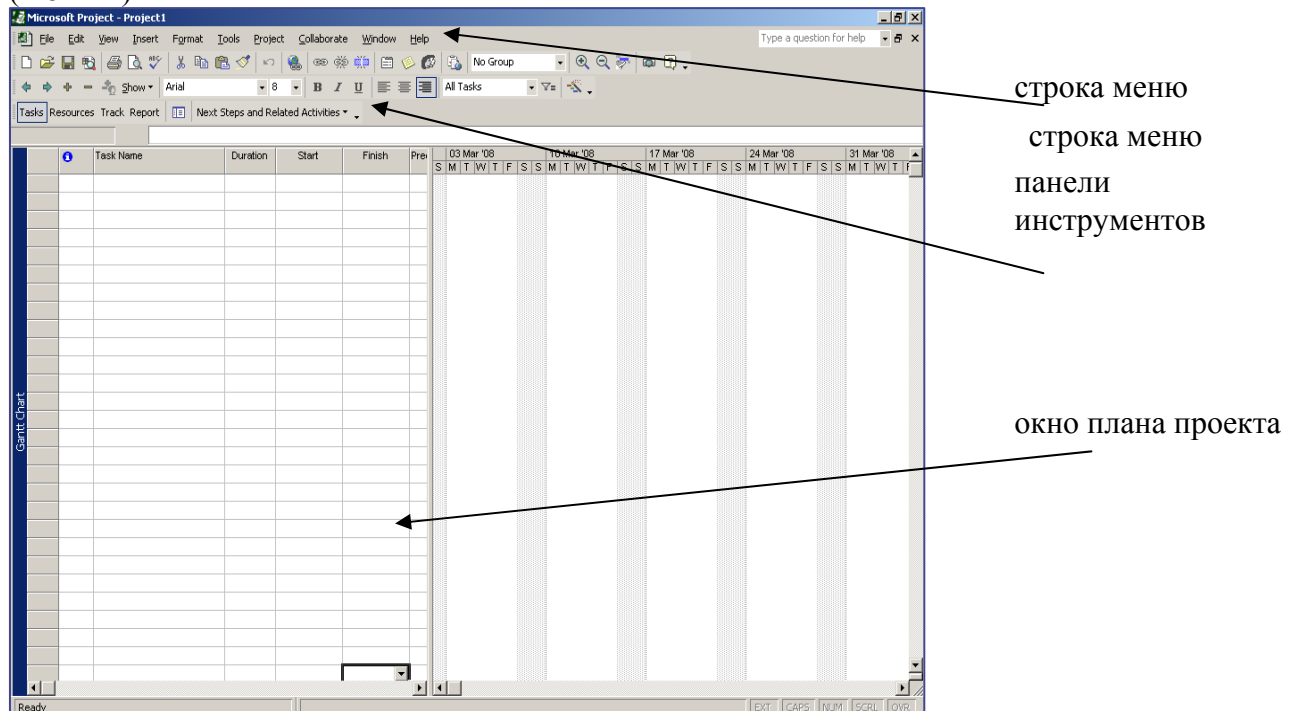 Microsoft Project - Project1
File Edit View Insert Format Tools Project Collaborate Window Help Type a question for help
No Group
Show Arial 8 B I U All Tasks
Tasks Resources Track Report Next Steps and Related Activities
строка меню
строка меню
панели
инструментов
Task Name Duration Start Finish 03 Mar '08 10 Mar '08 17 Mar '08 24 Mar '08 31 Mar '08
S M T W T F S S M T W T F S S M T W T F S S M T W T F S S M T W T F
Gantt Chart
окно плана проекта
Ready EXT CAPS NUM SCRL OVR